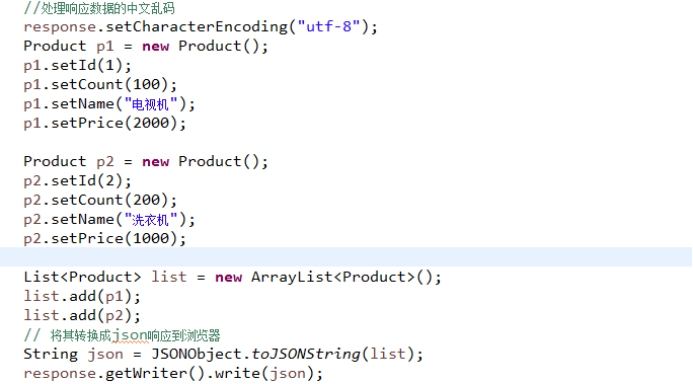 //处理响应数据的中文乱码
response.setCharacterEncoding("utf-8");
Product p1 = new Product();
p1.setId(1);
p1.setCount(100);
p1.setName("电视机");
p1.setPrice(2000);
Product p2 = new Product();
p2.setId(2);
p2.setCount(200);
p2.setName("洗衣机");
p2.setPrice(1000);
List<Product> list = new ArrayList<Product>();
list.add(p1);
list.add(p2);
// 将其转换成json响应到浏览器
String json = JSONObject.toJSONString(list);
response.getWriter().write(json);